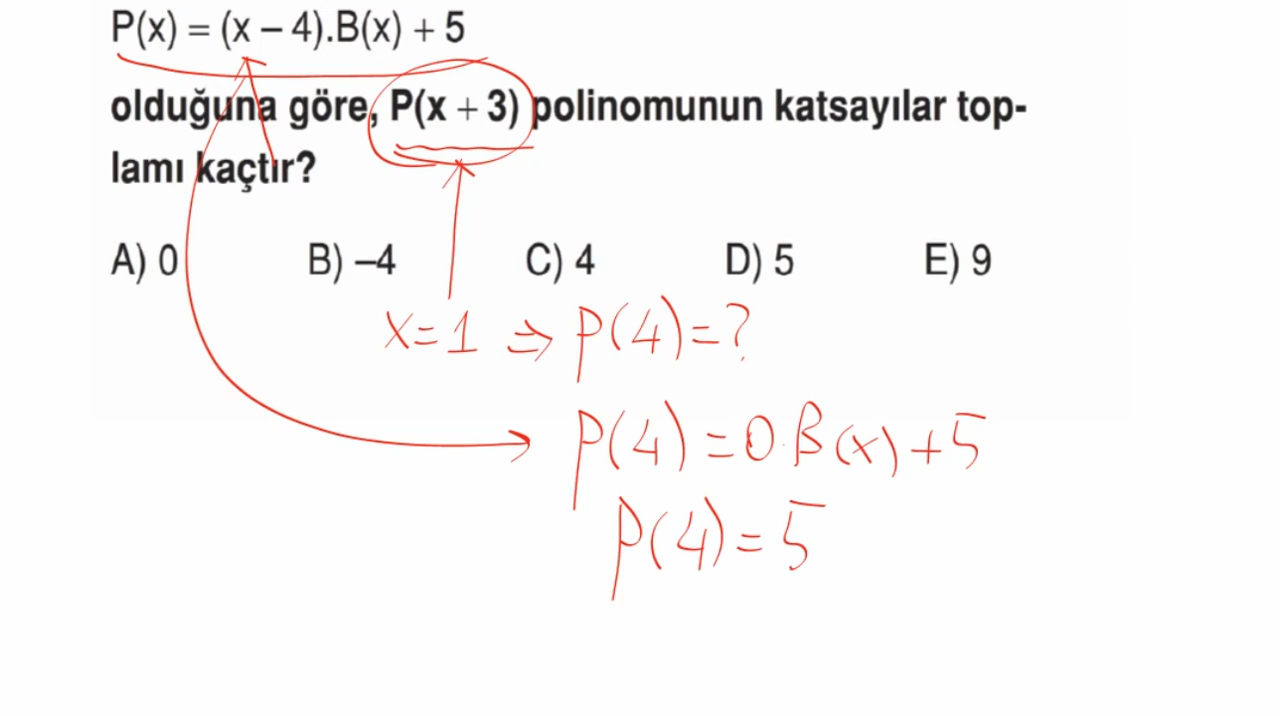 P(x) = (x – 4).B(x) + 5
olduğuna göre, P(x + 3) polinomunun katsayılar top-
lamı kaçtır?
A) 0 B) –4 C) 4 D) 5 E) 9
x=1 ⇒ P(4)=?
P(4)=0.B(x)+5
P(4)=5